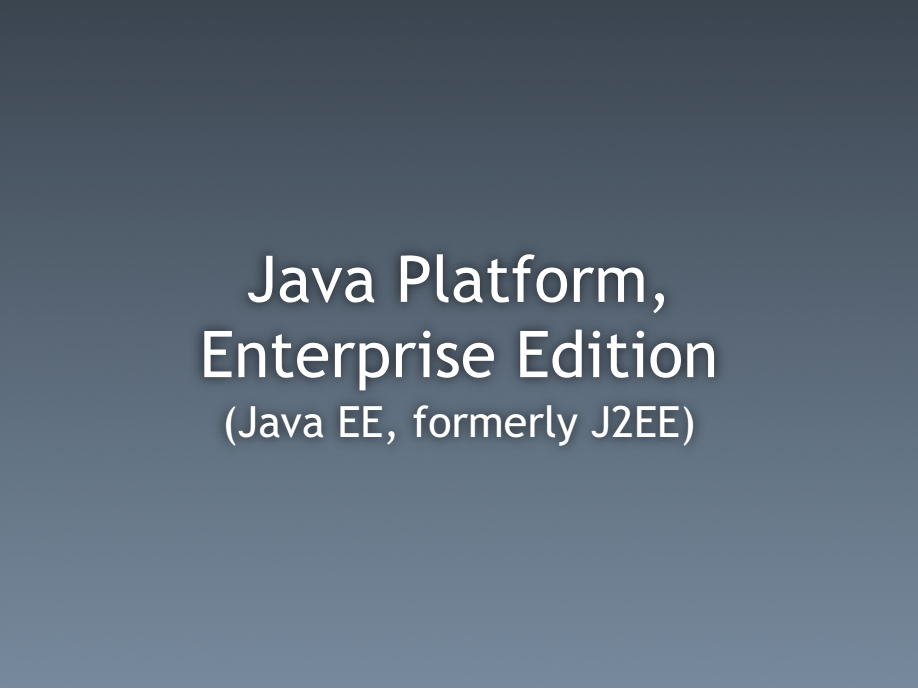 Java Platform,
Enterprise Edition
(Java EE, formerly J2EE)